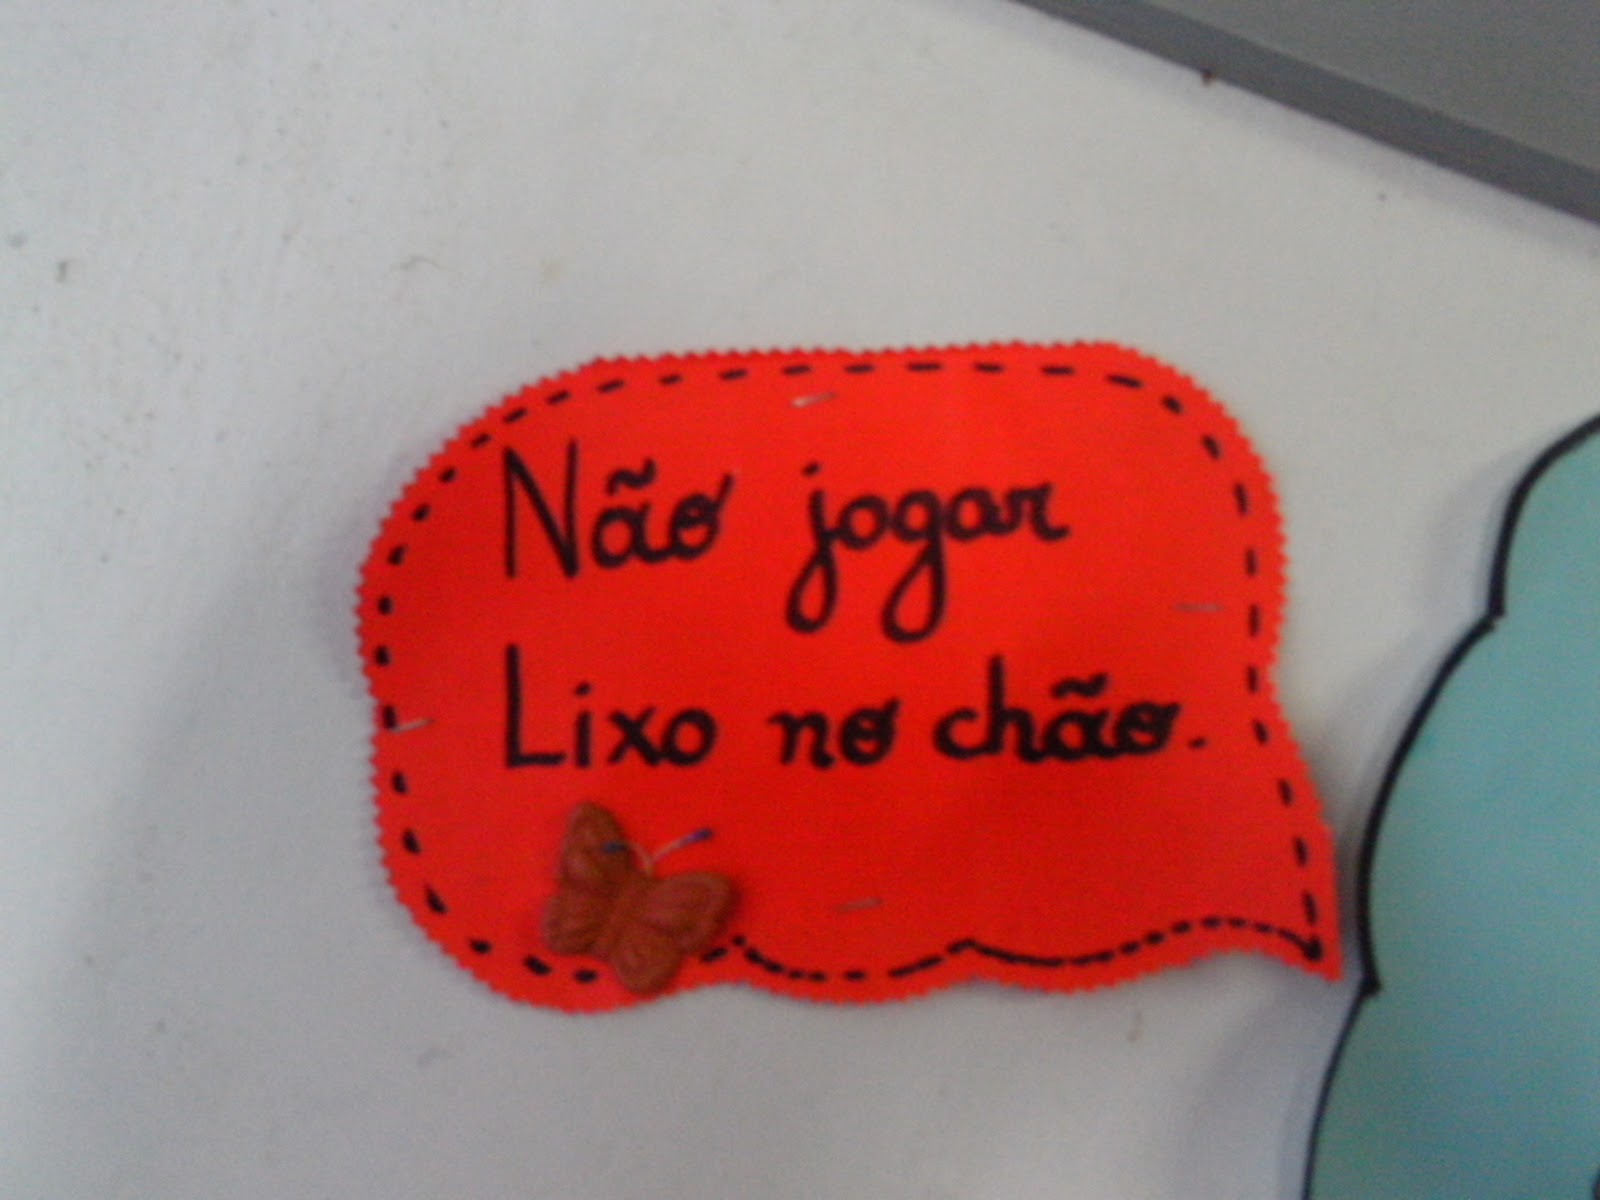 Não jogar
Lixo no chão.